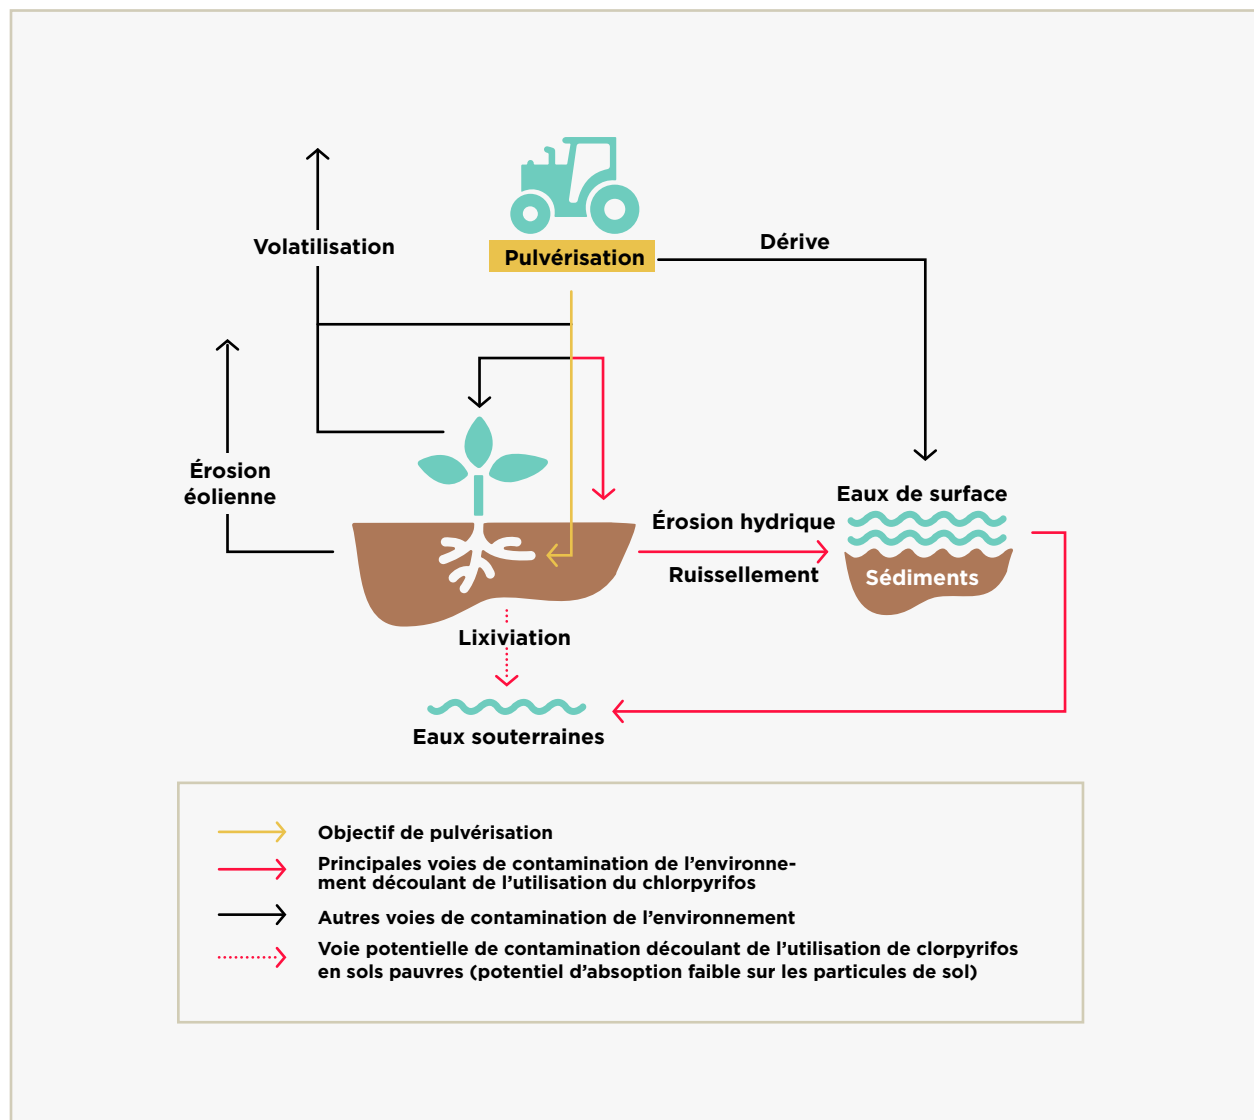 Volatilisation
Pulvérisation
Dérive
Érosion
éolienne
Eaux de surface
Érosion hydrique
Ruissellement
Sédiments
Lixiviation
Eaux souterraines
Objectif de pulvérisation
Principales voies de contamination de l’environne-
ment découlant de l’utilisation du chlorpyrifos
Autres voies de contamination de l’environnement
Voie potentielle de contamination découlant de l’utilisation de clorpyrifos
en sols pauvres (potentiel d’absoption faible sur les particules de sol)